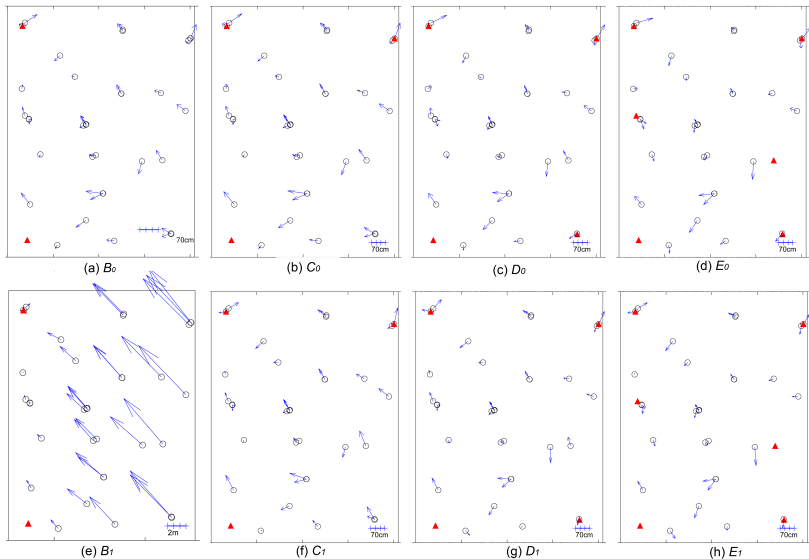 70cm
70cm
70cm
70cm
(a) B0
(b) C0
(c) D0
(d) E0
2m
70cm
70cm
70cm
(e) B1
(f) C1
(g) D1
(h) E1